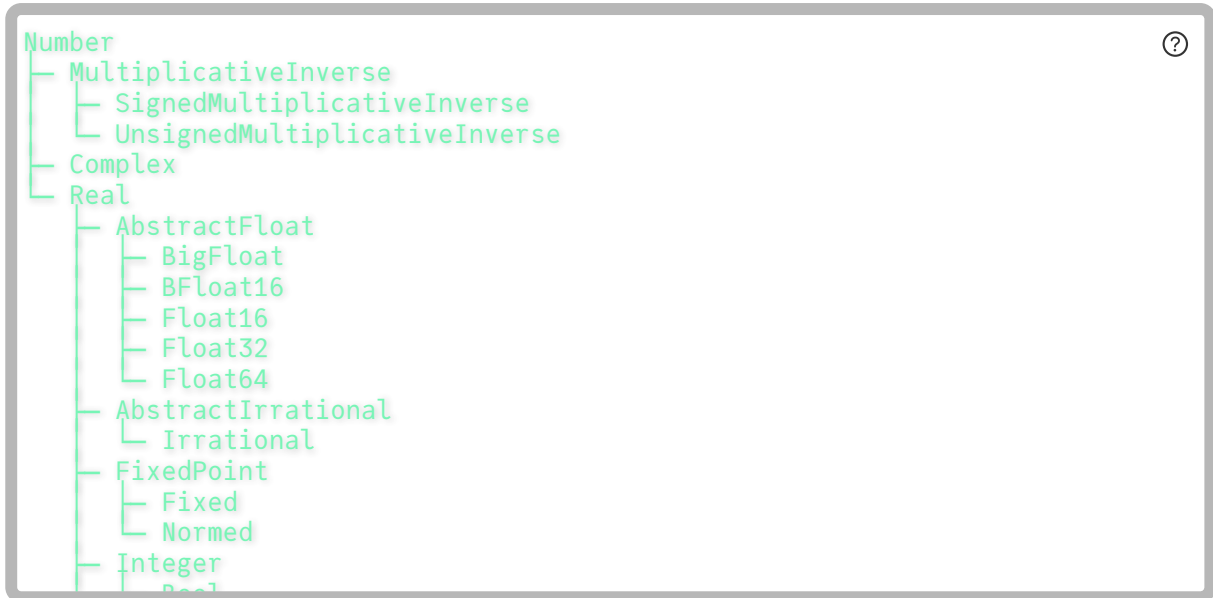 Number
├─ MultiplicativeInverse
│  ├─ SignedMultiplicativeInverse
│  └─ UnsignedMultiplicativeInverse
├─ Complex
└─ Real
   ├─ AbstractFloat
   │  ├─ BigFloat
   │  ├─ BFloat16
   │  ├─ Float16
   │  ├─ Float32
   │  └─ Float64
   ├─ AbstractIrrational
   │  └─ Irrational
   ├─ FixedPoint
   │  ├─ Fixed
   │  └─ Normed
   ├─ Integer